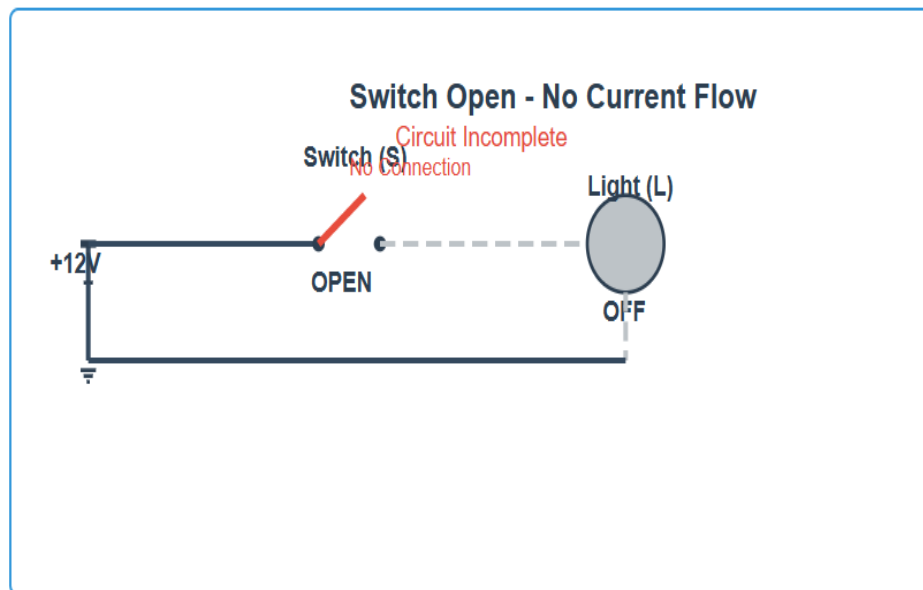 Switch Open - No Current Flow
Circuit Incomplete
Switch (S)
No Connection
Light (L)
+12V
OPEN
OFF